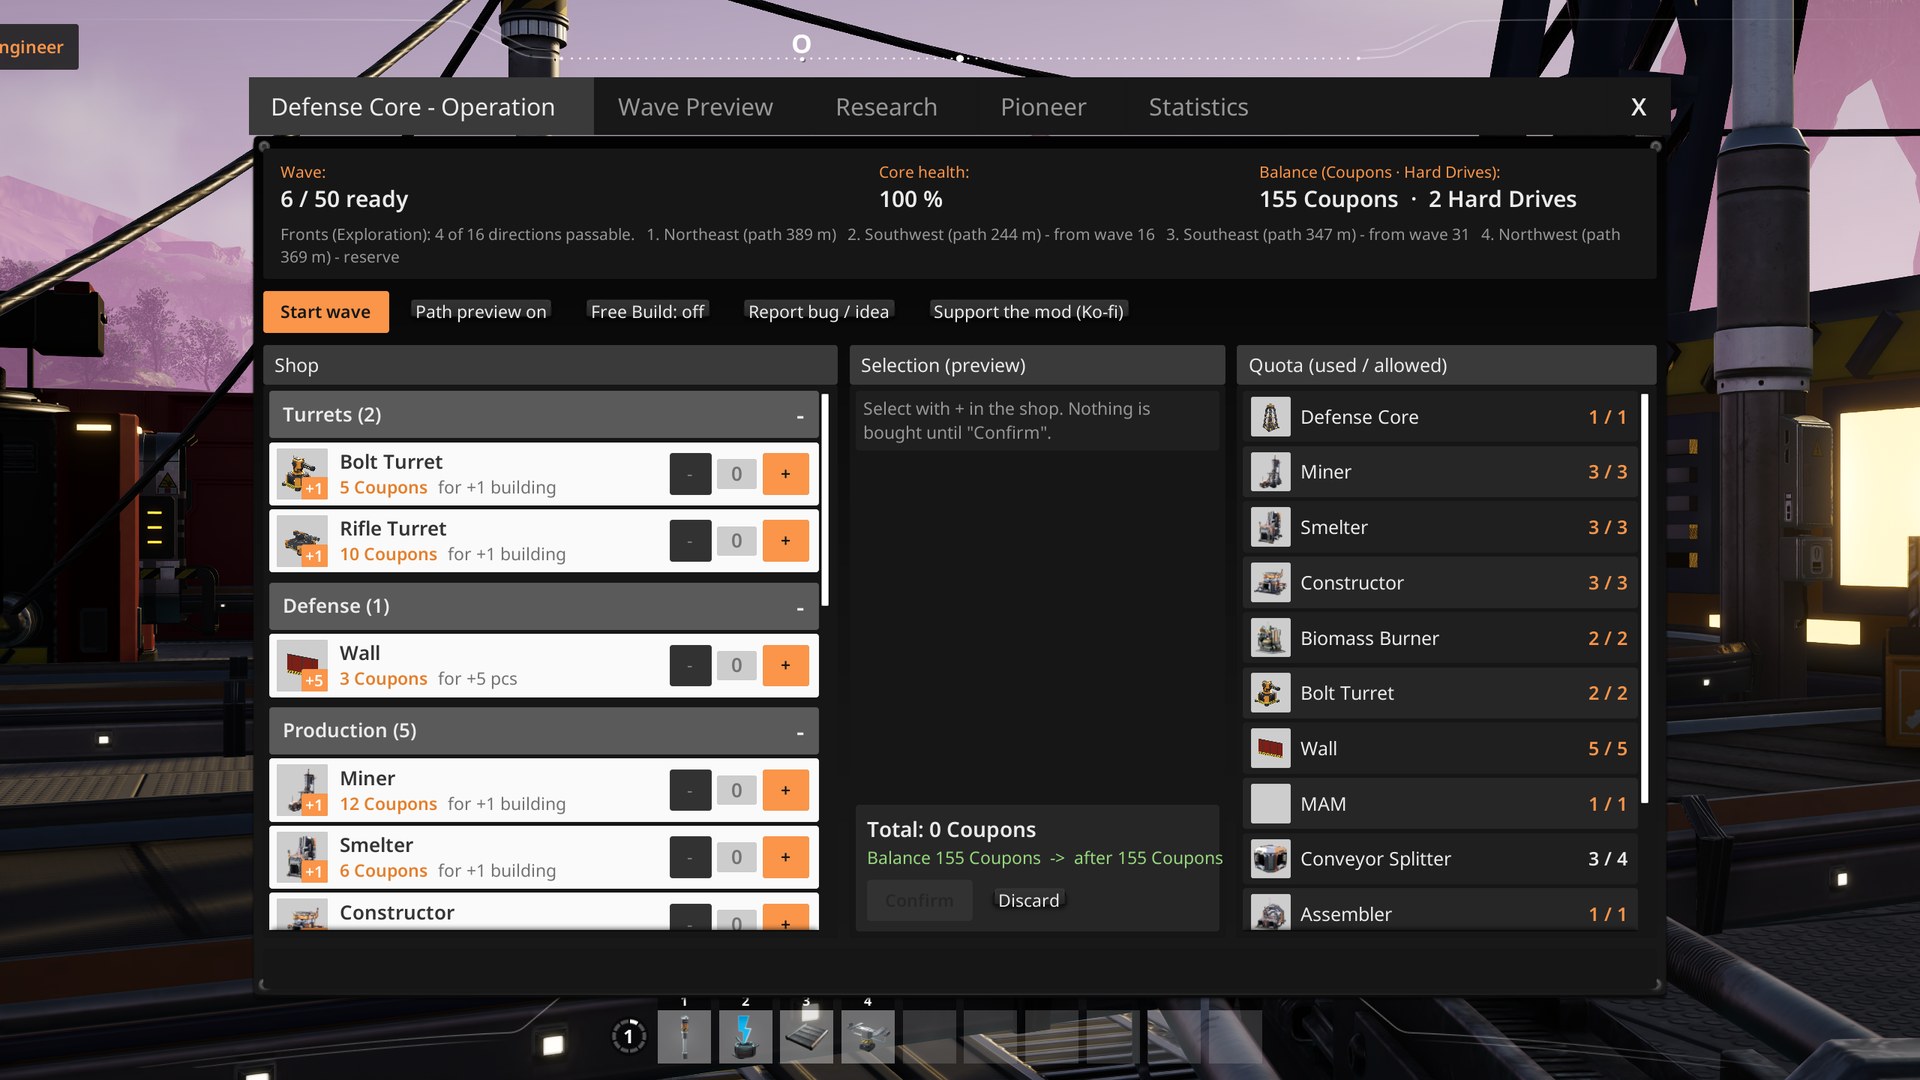 ngineer
O
Defense Core - Operation
Wave Preview
Research
Pioneer
Statistics
X
Wave:
6 / 50 ready
Core health:
100 %
Balance (Coupons · Hard Drives):
155 Coupons · 2 Hard Drives
Fronts (Exploration): 4 of 16 directions passable. 1. Northeast (path 389 m) 2. Southwest (path 244 m) - from wave 16 3. Southeast (path 347 m) - from wave 31 4. Northwest (path
369 m) - reserve
Start wave
Path preview on
Free Build: off
Report bug / idea
Support the mod (Ko-fi)
Shop
Turrets (2)
-
Bolt Turret
5 Coupons for +1 building
+1
- 0 +
Rifle Turret
10 Coupons for +1 building
+1
- 0 +
Defense (1)
-
Wall
3 Coupons for +5 pcs
+5
- 0 +
Production (5)
-
Miner
12 Coupons for +1 building
+1
- 0 +
Smelter
6 Coupons for +1 building
+1
- 0 +
Constructor
- 0 +
Selection (preview)
Select with + in the shop. Nothing is
bought until "Confirm".
Total: 0 Coupons
Balance 155 Coupons -> after 155 Coupons
Confirm
Discard
Quota (used / allowed)
Defense Core 1 / 1
Miner 3 / 3
Smelter 3 / 3
Constructor 3 / 3
Biomass Burner 2 / 2
Bolt Turret 2 / 2
Wall 5 / 5
MAM 1 / 1
Conveyor Splitter 3 / 4
Assembler 1 / 1
1 2 3 4
1